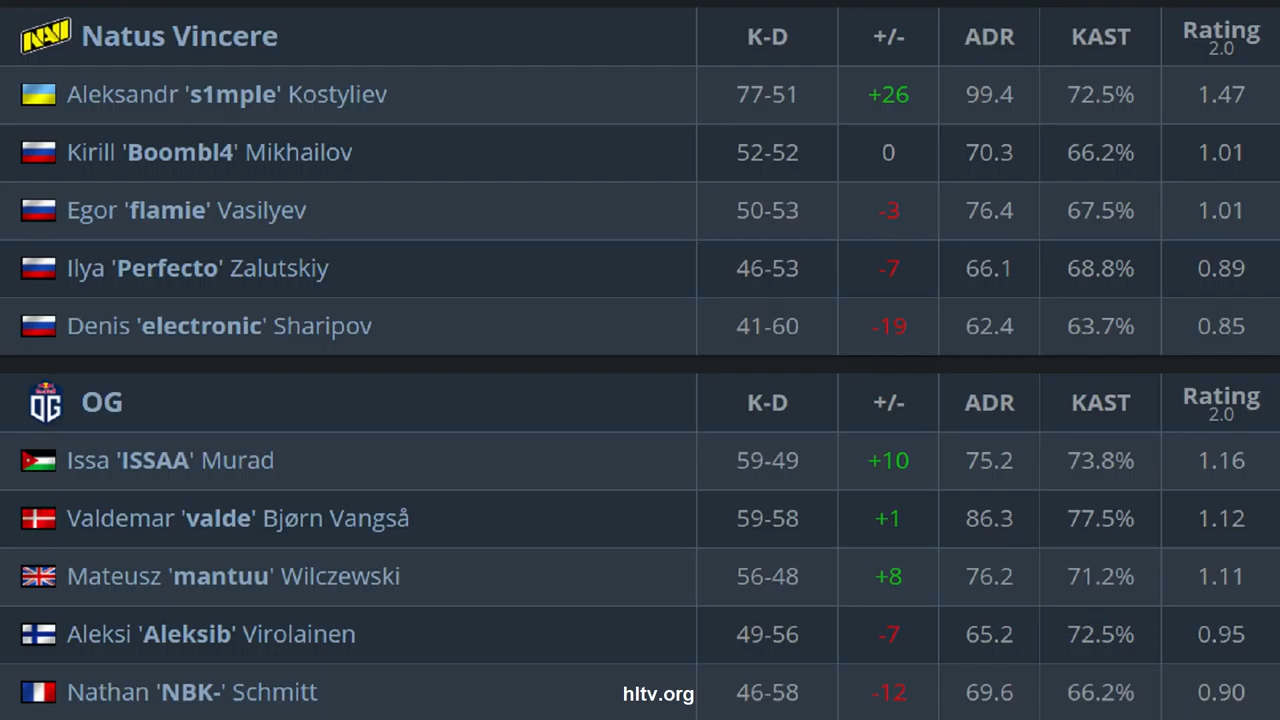 NAVI Natus Vincere K-D +/- ADR KAST Rating 2.0
Aleksandr 's1mple' Kostyliev 77-51 +26 99.4 72.5% 1.47
Kirill 'Boombl4' Mikhailov 52-52 0 70.3 66.2% 1.01
Egor 'flamie' Vasilyev 50-53 -3 76.4 67.5% 1.01
Ilya 'Perfecto' Zalutskiy 46-53 -7 66.1 68.8% 0.89
Denis 'electronic' Sharipov 41-60 -19 62.4 63.7% 0.85
OG OG K-D +/- ADR KAST Rating 2.0
Issa 'ISSAA' Murad 59-49 +10 75.2 73.8% 1.16
Valdemar 'valde' Bjørn Vangså 59-58 +1 86.3 77.5% 1.12
Mateusz 'mantuu' Wilczewski 56-48 +8 76.2 71.2% 1.11
Aleksi 'Aleksib' Virolainen 49-56 -7 65.2 72.5% 0.95
Nathan 'NBK-' Schmitt 46-58 -12 69.6 66.2% 0.90
hltv.org